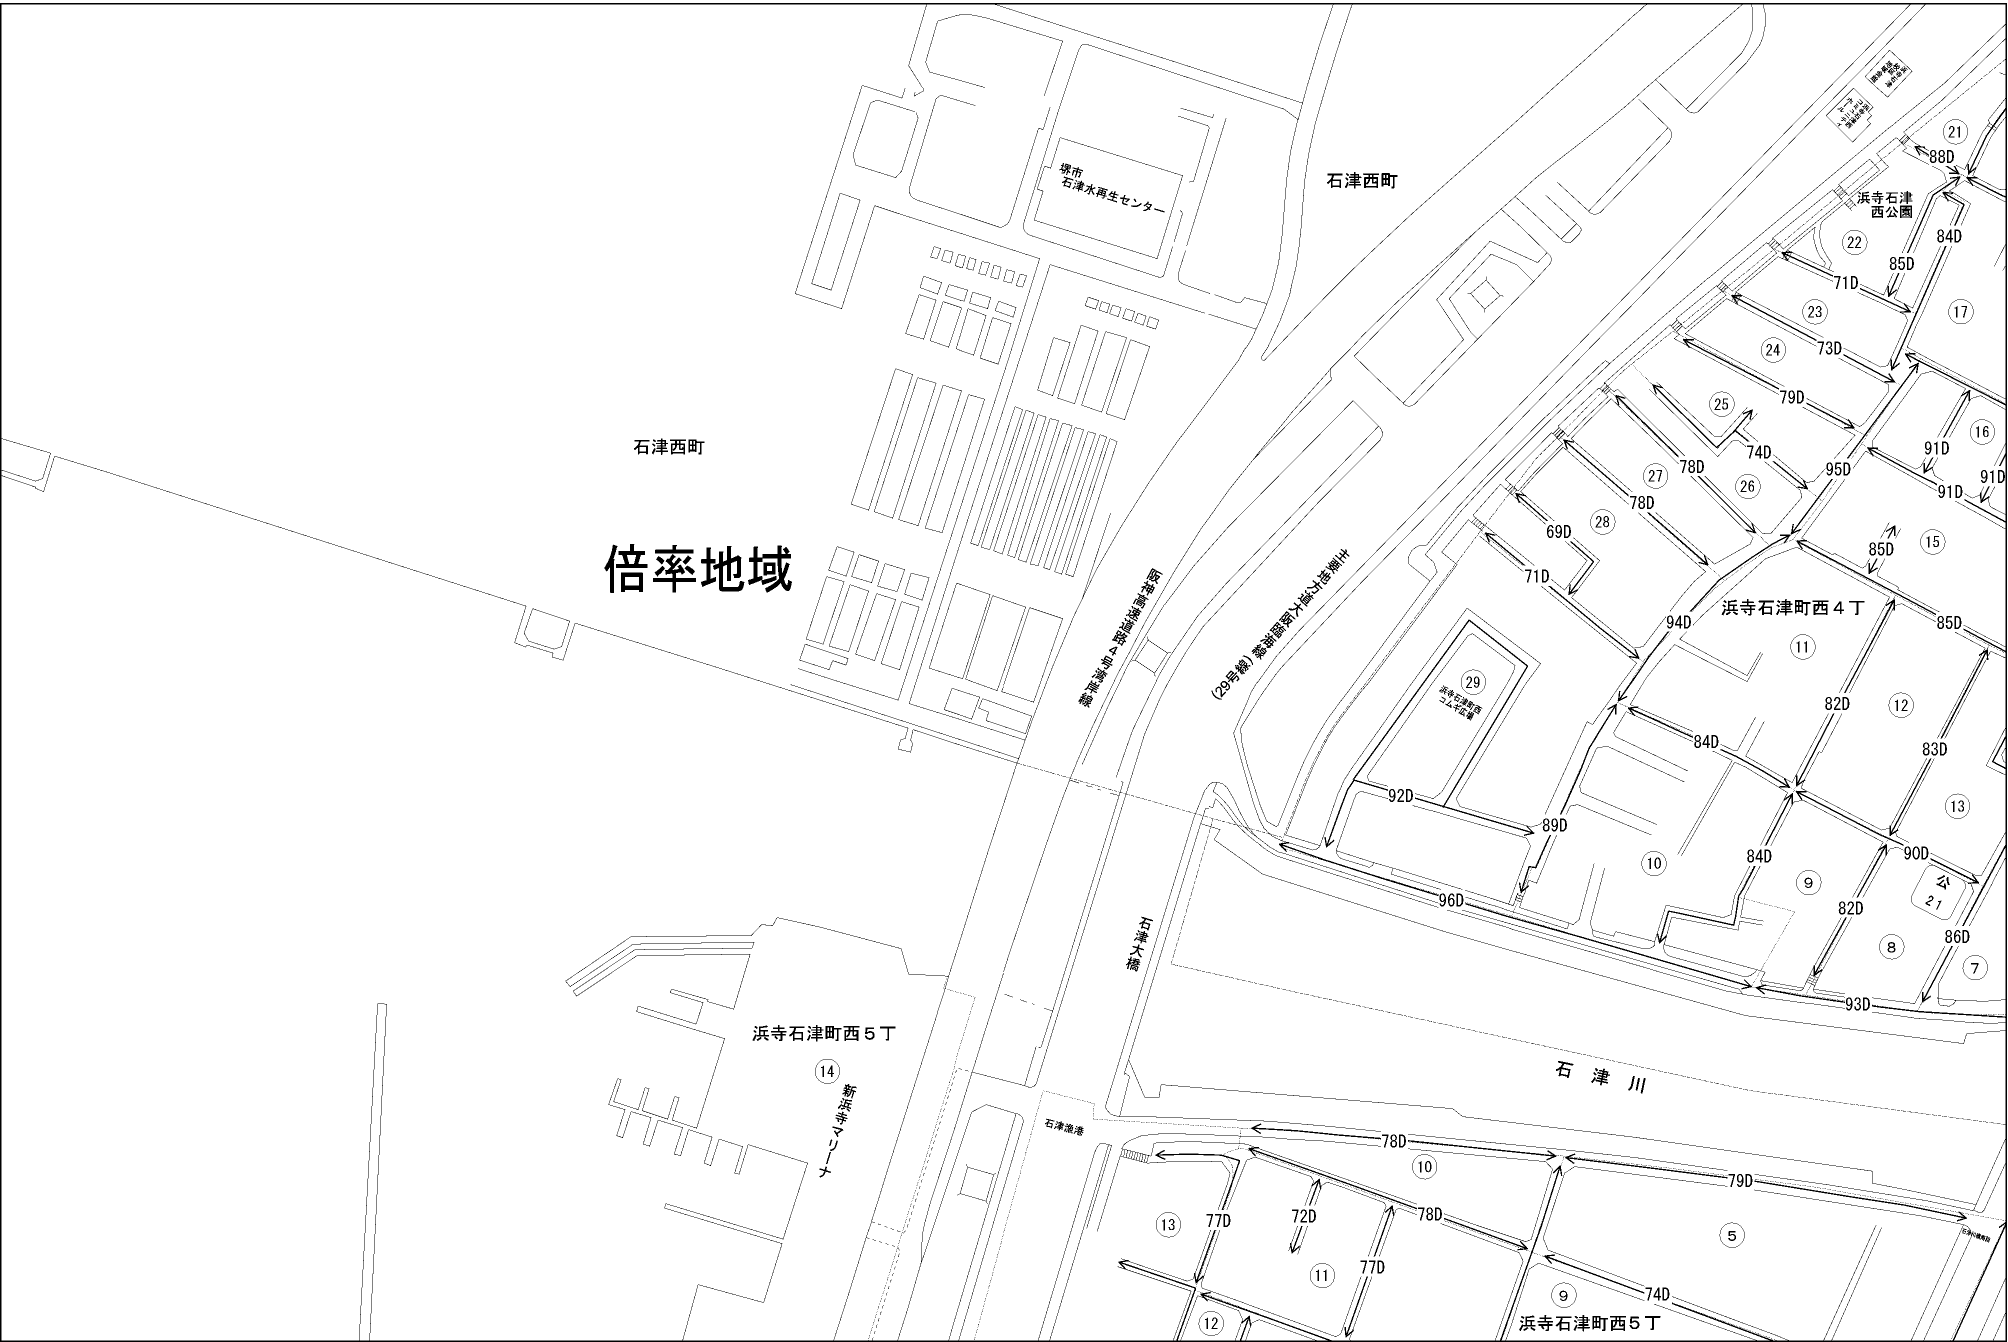 21
88D
浜寺石津
西公園
22
84D
85D
71D
23
17
24
73D
79D
25
16
74D
91D
91D
91D
95D
26
27
78D
78D
28
69D
71D
85D
15
94D
浜寺石津町西４丁
11
85D
82D
12
83D
84D
13
29
浜寺石津町西
コムギ広場
92D
89D
10
84D
9
90D
公
21
82D
8
86D
7
96D
93D
堺市
石津水再生センター
石津西町
石津西町
倍率地域
阪神高速道路４号湾岸線
主要地方道大阪臨海線
(29号線)
石津大橋
浜寺石津町西５丁
14
新浜寺マリーナ
石津川
石津漁港
78D
10
79D
13
77D
72D
78D
5
11
77D
74D
12
9
浜寺石津町西５丁